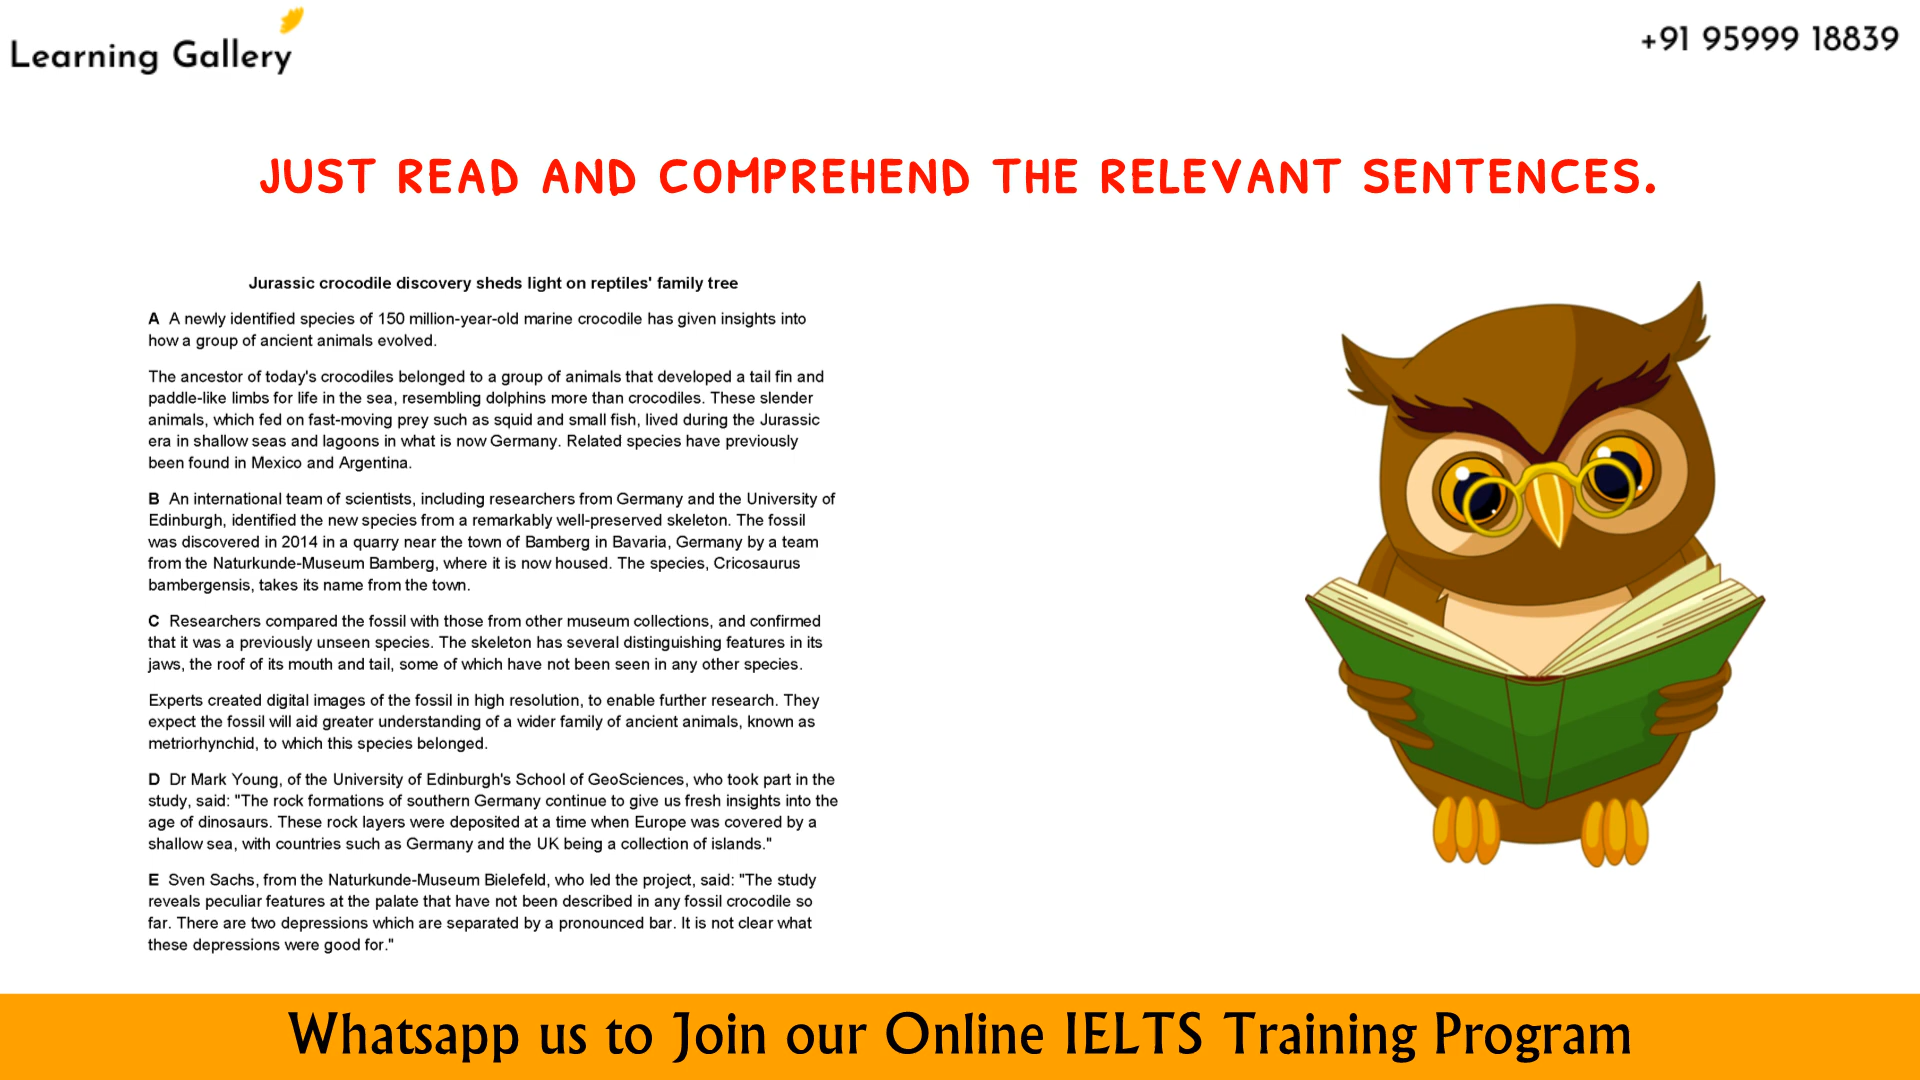 Learning Gallery
+91 95999 18839
JUST READ AND COMPREHEND THE RELEVANT SENTENCES.
Jurassic crocodile discovery sheds light on reptiles' family tree
A A newly identified species of 150 million-year-old marine crocodile has given insights into
how a group of ancient animals evolved.
The ancestor of today's crocodiles belonged to a group of animals that developed a tail fin and
paddle-like limbs for life in the sea, resembling dolphins more than crocodiles. These slender
animals, which fed on fast-moving prey such as squid and small fish, lived during the Jurassic
era in shallow seas and lagoons in what is now Germany. Related species have previously
been found in Mexico and Argentina.
B An international team of scientists, including researchers from Germany and the University of
Edinburgh, identified the new species from a remarkably well-preserved skeleton. The fossil
was discovered in 2014 in a quarry near the town of Bamberg in Bavaria, Germany by a team
from the Naturkunde-Museum Bamberg, where it is now housed. The species, Cricosaurus
bambergensis, takes its name from the town.
C Researchers compared the fossil with those from other museum collections, and confirmed
that it was a previously unseen species. The skeleton has several distinguishing features in its
jaws, the roof of its mouth and tail, some of which have not been seen in any other species.
Experts created digital images of the fossil in high resolution, to enable further research. They
expect the fossil will aid greater understanding of a wider family of ancient animals, known as
metriorhynchid, to which this species belonged.
D Dr Mark Young, of the University of Edinburgh's School of GeoSciences, who took part in the
study, said: "The rock formations of southern Germany continue to give us fresh insights into the
age of dinosaurs. These rock layers were deposited at a time when Europe was covered by a
shallow sea, with countries such as Germany and the UK being a collection of islands."
E Sven Sachs, from the Naturkunde-Museum Bielefeld, who led the project, said: "The study
reveals peculiar features at the palate that have not been described in any fossil crocodile so
far. There are two depressions which are separated by a pronounced bar. It is not clear what
these depressions were good for."
Whatsapp us to Join our Online IELTS Training Program